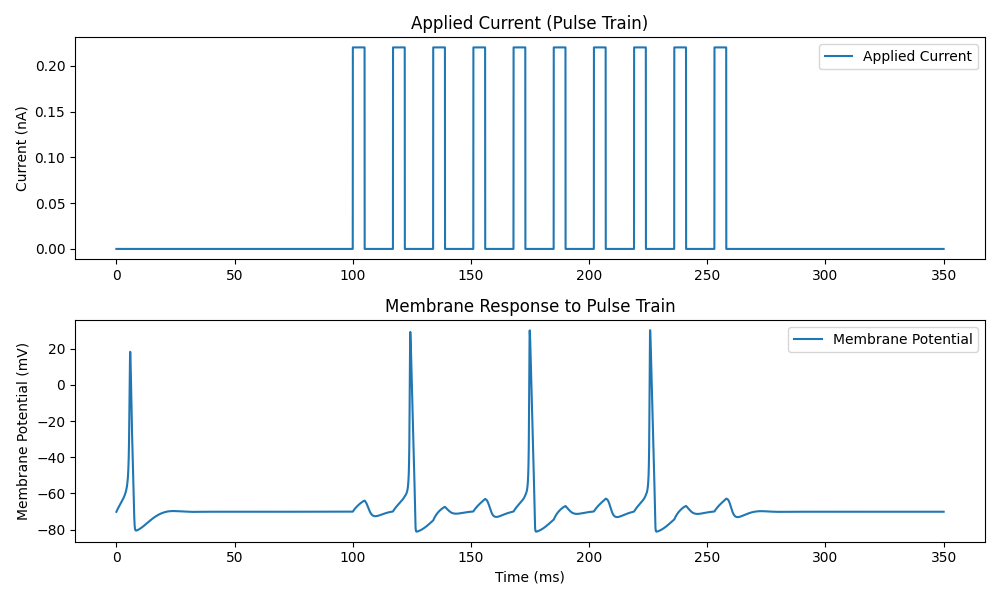 Applied Current (Pulse Train)
Applied Current
Current (nA)
0.20
0.15
0.10
0.05
0.00
0 50 100 150 200 250 300 350
Membrane Response to Pulse Train
Membrane Potential
Membrane Potential (mV)
20
0
−20
−40
−60
−80
0 50 100 150 200 250 300 350
Time (ms)